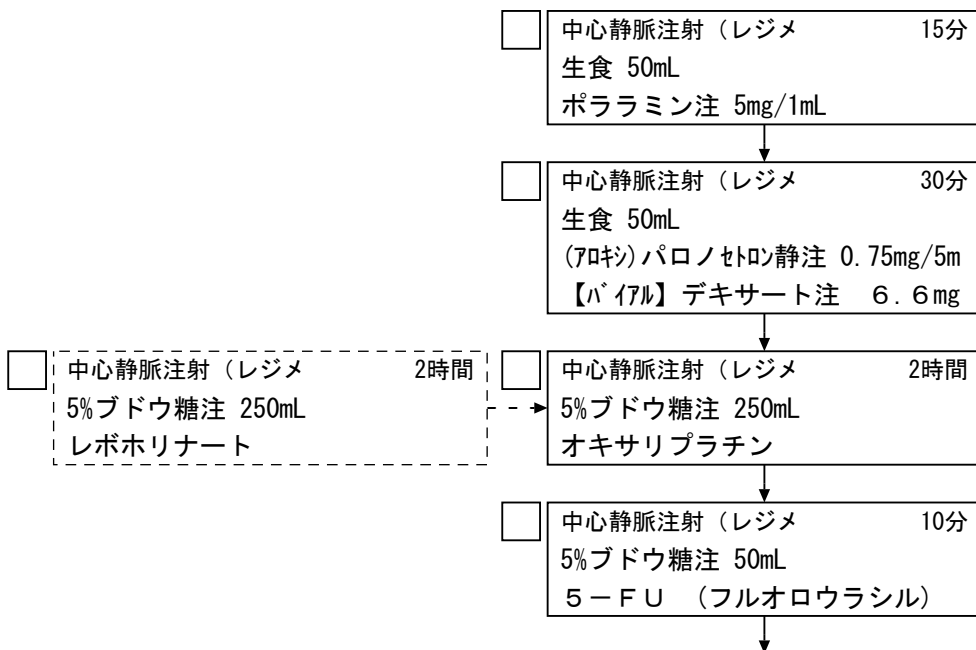 中心静脈注射（レジメ 15分
生食 50mL
ポララミン注 5mg/1mL
中心静脈注射（レジメ 30分
生食 50mL
(ｱﾛｷｼ)パロノｾﾄﾛﾝ静注 0.75mg/5m
【ﾊﾞｲｱﾙ】デキサート注　６.６mg
中心静脈注射（レジメ 2時間
5%ブドウ糖注 250mL
レボホリナート
中心静脈注射（レジメ 2時間
5%ブドウ糖注 250mL
オキサリプラチン
中心静脈注射（レジメ 10分
5%ブドウ糖注 50mL
５－ＦＵ　（フルオロウラシル）